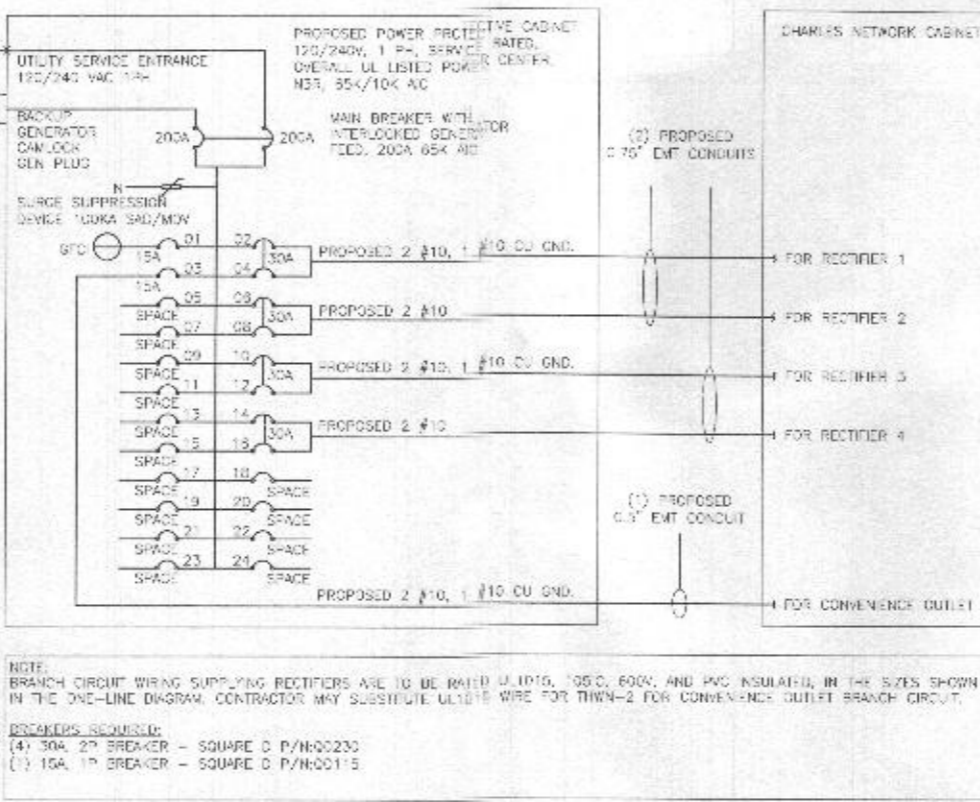 UTILITY SERVICE ENTRANCE
120/240 VAC 1PH
PROPOSED POWER PROTECTIVE CABINET
120/240V, 1 PH, SERVICE RATED,
OVERALL UL LISTED POWER CENTER,
N3R, 65K/10K AIC
CHARLES NETWORK CABINET
BACKUP
GENERATOR
CAMLOCK
GEN PLUG
200A
200A
MAIN BREAKER WITH
INTERLOCKED GENERATOR
FEED, 200A 65K AIC
(2) PROPOSED
0.75" EMT CONDUITS
N
SURGE SUPPRESSION
DEVICE 100KA SAD/MOV
GFCI
15A
01
02
30A
PROPOSED 2 #10, 1 #10 CU GND.
FOR RECTIFIER 1
15A
03
04
SPACE
05
06
30A
PROPOSED 2 #10
FOR RECTIFIER 2
SPACE
07
08
SPACE
09
10
30A
PROPOSED 2 #10, 1 #10 CU GND.
FOR RECTIFIER 3
SPACE
11
12
SPACE
13
14
30A
PROPOSED 2 #10
FOR RECTIFIER 4
SPACE
15
16
SPACE
17
18
SPACE
SPACE
19
20
SPACE
SPACE
21
22
SPACE
SPACE
23
24
SPACE
(1) PROPOSED
0.5" EMT CONDUIT
PROPOSED 2 #10, 1 #10 CU GND.
FOR CONVENIENCE OUTLET
NOTE:
BRANCH CIRCUIT WIRING SUPPLYING RECTIFIERS ARE TO BE RATED UL1015, 105°C, 600V, AND PVC INSULATED, IN THE SIZES SHOWN
IN THE ONE-LINE DIAGRAM. CONTRACTOR MAY SUBSTITUTE UL1015 WIRE FOR THWN-2 FOR CONVENIENCE OUTLET BRANCH CIRCUIT.
BREAKERS REQUIRED:
(4) 30A, 2P BREAKER - SQUARE D P/N:QO230
(1) 15A, 1P BREAKER - SQUARE D P/N:QO115